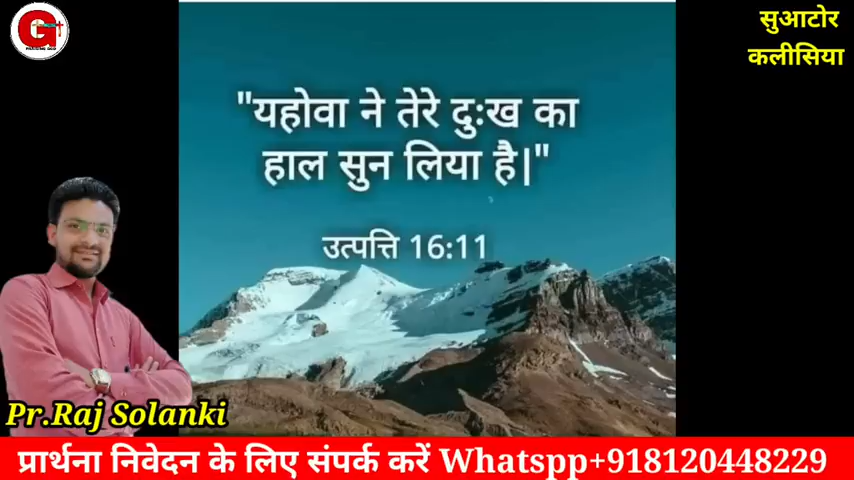 G
सुआटोर
कलीसिया
"यहोवा ने तेरे दुःख का
हाल सुन लिया है|"
उत्पत्ति 16:11
Pr.Raj Solanki
प्रार्थना निवेदन के लिए संपर्क करें Whatspp+918120448229